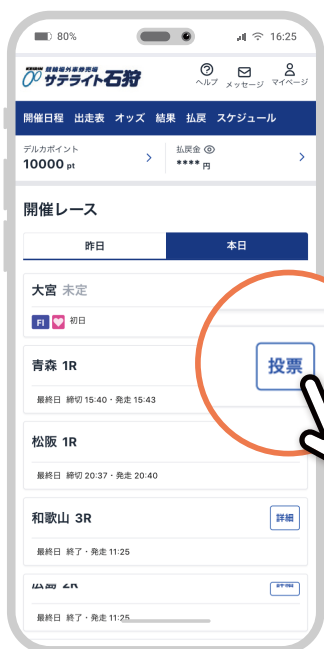 80%
16:25
競輪場外車券売場
サテライト石狩
ヘルプ
メッセージ
マイページ
開催日程 出走表 オッズ 結果 払戻 スケジュール
デルカポイント
10000 pt
払戻金
**** 円
開催レース
昨日
本日
大宮 未定
FI 初日
青森 1R
投票
最終日 締切 15:40・発走 15:43
松阪 1R
最終日 締切 20:37・発走 20:40
和歌山 3R
詳細
最終日 終了・発走 11:25
広島 2R
詳細
最終日 終了・発走 11:25